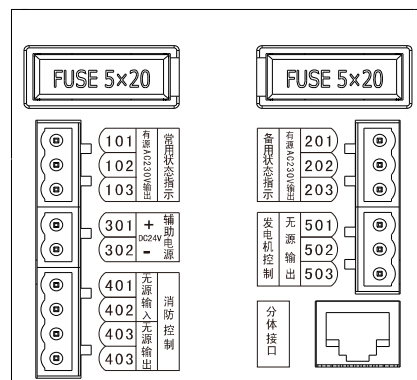 FUSE 5×20
FUSE 5×20
101
102
103
有源AC230V输出
常用状态指示
备用状态指示
有源AC230V输出
201
202
203
301 +
302 -
DC24V
辅助电源
发电机控制
无源输出
501
502
503
401
402
403
403
无源输入
无源输出
消防控制
分体接口